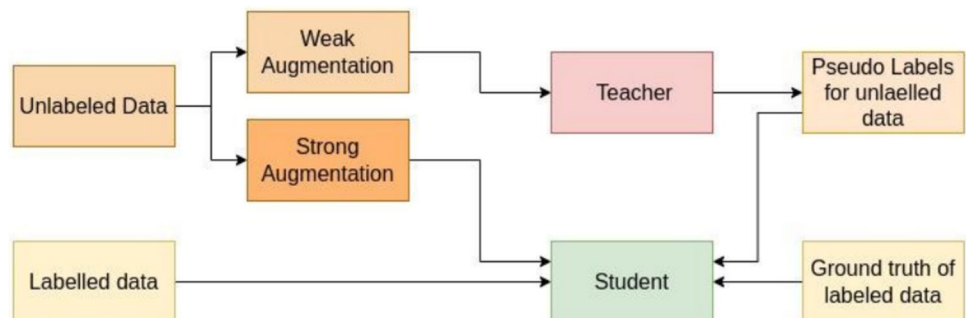 Weak
Augmentation
Unlabeled Data
Teacher
Pseudo Labels
for unlaelled
data
Strong
Augmentation
Labelled data
Student
Ground truth of
labeled data